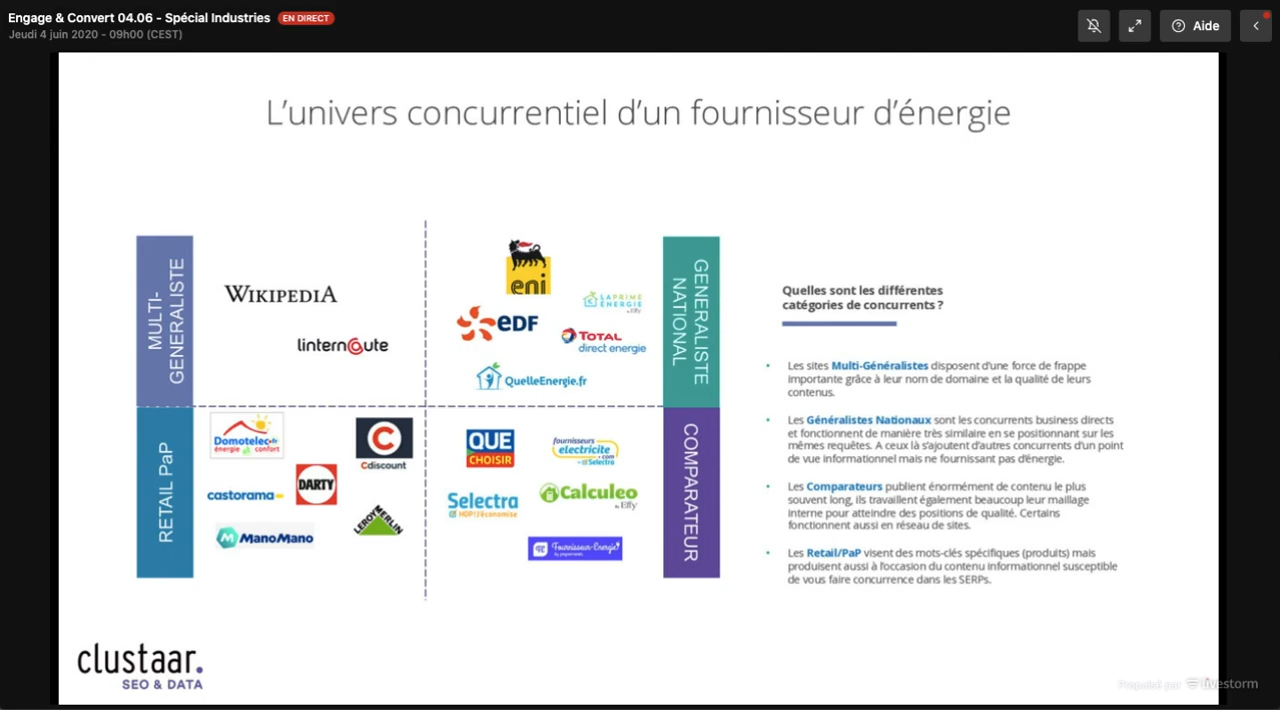 Engage & Convert 04.06 - Spécial Industries EN DIRECT
Jeudi 4 juin 2020 - 09h00 (CEST)
Aide
L'univers concurrentiel d'un fournisseur d'énergie
MULTI-
GENERALISTE
WIKIPEDIA
linternaute
eni
LA PRIME
ÉNERGIE
by Effy
eDF
TOTAL
direct energie
QuelleEnergie.fr
GENERALISTE
NATIONAL
RETAIL PaP
Domotelec.fr
énergie confort
Cdiscount
DARTY
castorama
LEROY MERLIN
ManoMano
QUE
CHOISIR
fournisseurs
electricite
.com
by Selectra
Selectra
HOP! J'économise
Calculeo
by Effy
Fournisseur-Energie
COMPARATEUR
Quelles sont les différentes
catégories de concurrents ?
• Les sites Multi-Généralistes disposent d'une force de frappe
importante grâce à leur nom de domaine et la qualité de leurs
contenus.
• Les Généralistes Nationaux sont les concurrents business directs
et fonctionnent de manière très similaire en se positionnant sur les
mêmes requêtes. A ceux là s'ajoutent d'autres concurrents d'un point
de vue informationnel mais ne fournissant pas d'énergie.
• Les Comparateurs publient énormément de contenu le plus
souvent long, ils travaillent également beaucoup leur maillage
interne pour atteindre des positions de qualité. Certains
fonctionnent aussi en réseau de sites.
• Les Retail/PaP visent des mots-clés spécifiques (produits) mais
produisent aussi à l'occasion du contenu informationnel susceptible
de vous faire concurrence dans les SERPs.
clustaar.
SEO & DATA
Propulsé par livestorm